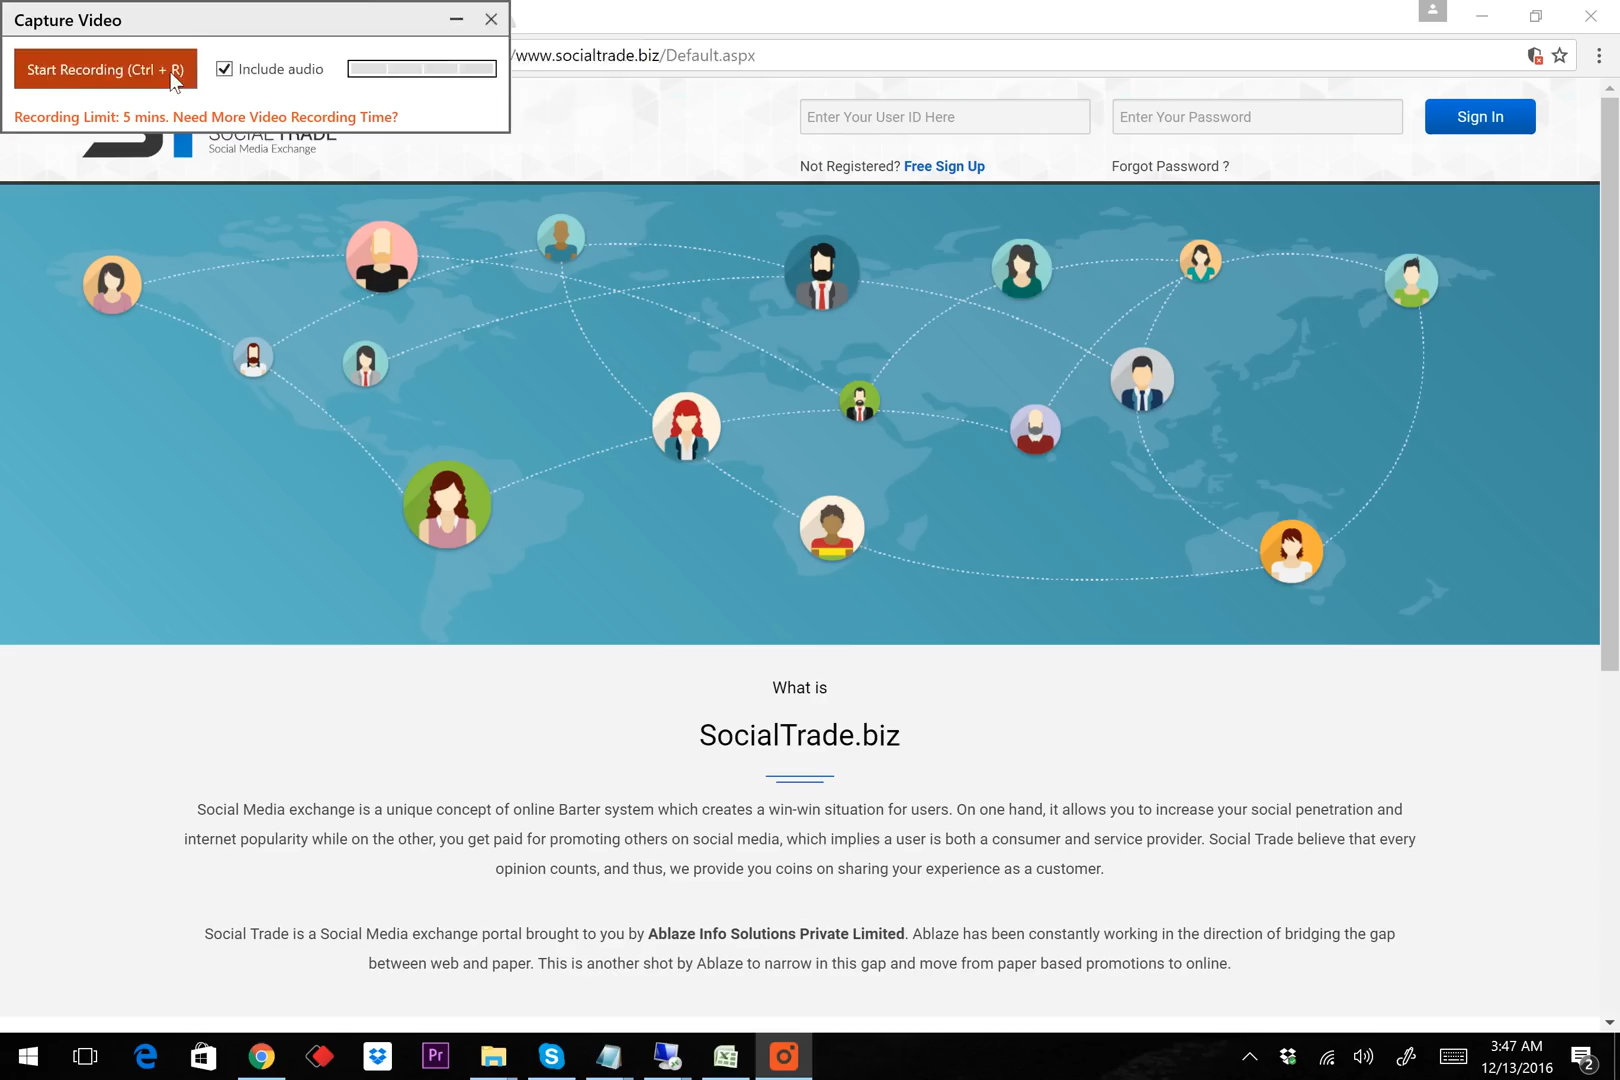 Capture Video
Start Recording (Ctrl + R)
Include audio
Recording Limit: 5 mins. Need More Video Recording Time?
/www.socialtrade.biz/Default.aspx
SOCIAL TRADE
Social Media Exchange
Enter Your User ID Here
Enter Your Password
Sign In
Not Registered? Free Sign Up
Forgot Password ?
What is
SocialTrade.biz
Social Media exchange is a unique concept of online Barter system which creates a win-win situation for users. On one hand, it allows you to increase your social penetration and
internet popularity while on the other, you get paid for promoting others on social media, which implies a user is both a consumer and service provider. Social Trade believe that every
opinion counts, and thus, we provide you coins on sharing your experience as a customer.
Social Trade is a Social Media exchange portal brought to you by Ablaze Info Solutions Private Limited. Ablaze has been constantly working in the direction of bridging the gap
between web and paper. This is another shot by Ablaze to narrow in this gap and move from paper based promotions to online.
Pr
3:47 AM
12/13/2016
2